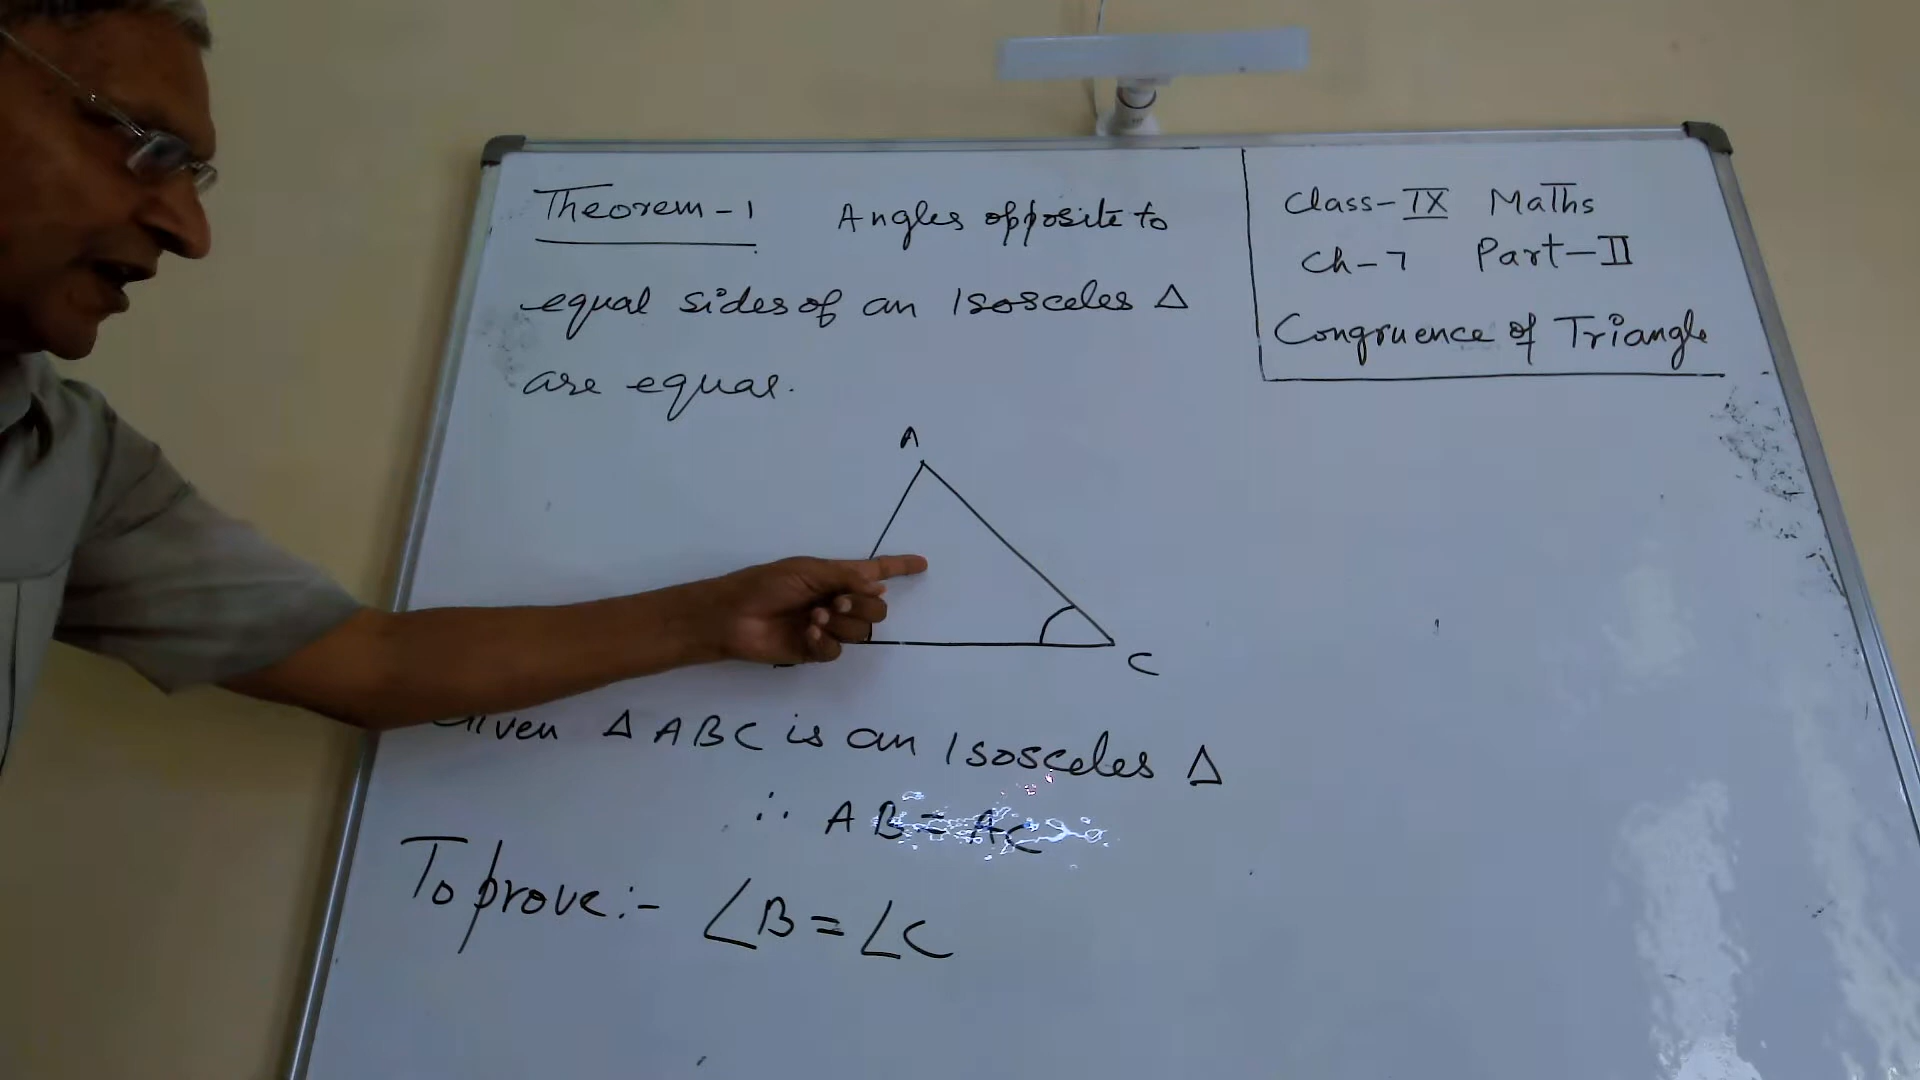 Theorem-1 Angles opposite to
equal sides of an Isosceles Δ
are equal.
Class-IX Maths
Ch-7 Part-II
Congruence of Triangle
A
C
Given Δ ABC is an Isosceles Δ
∴ AB = AC
To prove:- ∠B = ∠C